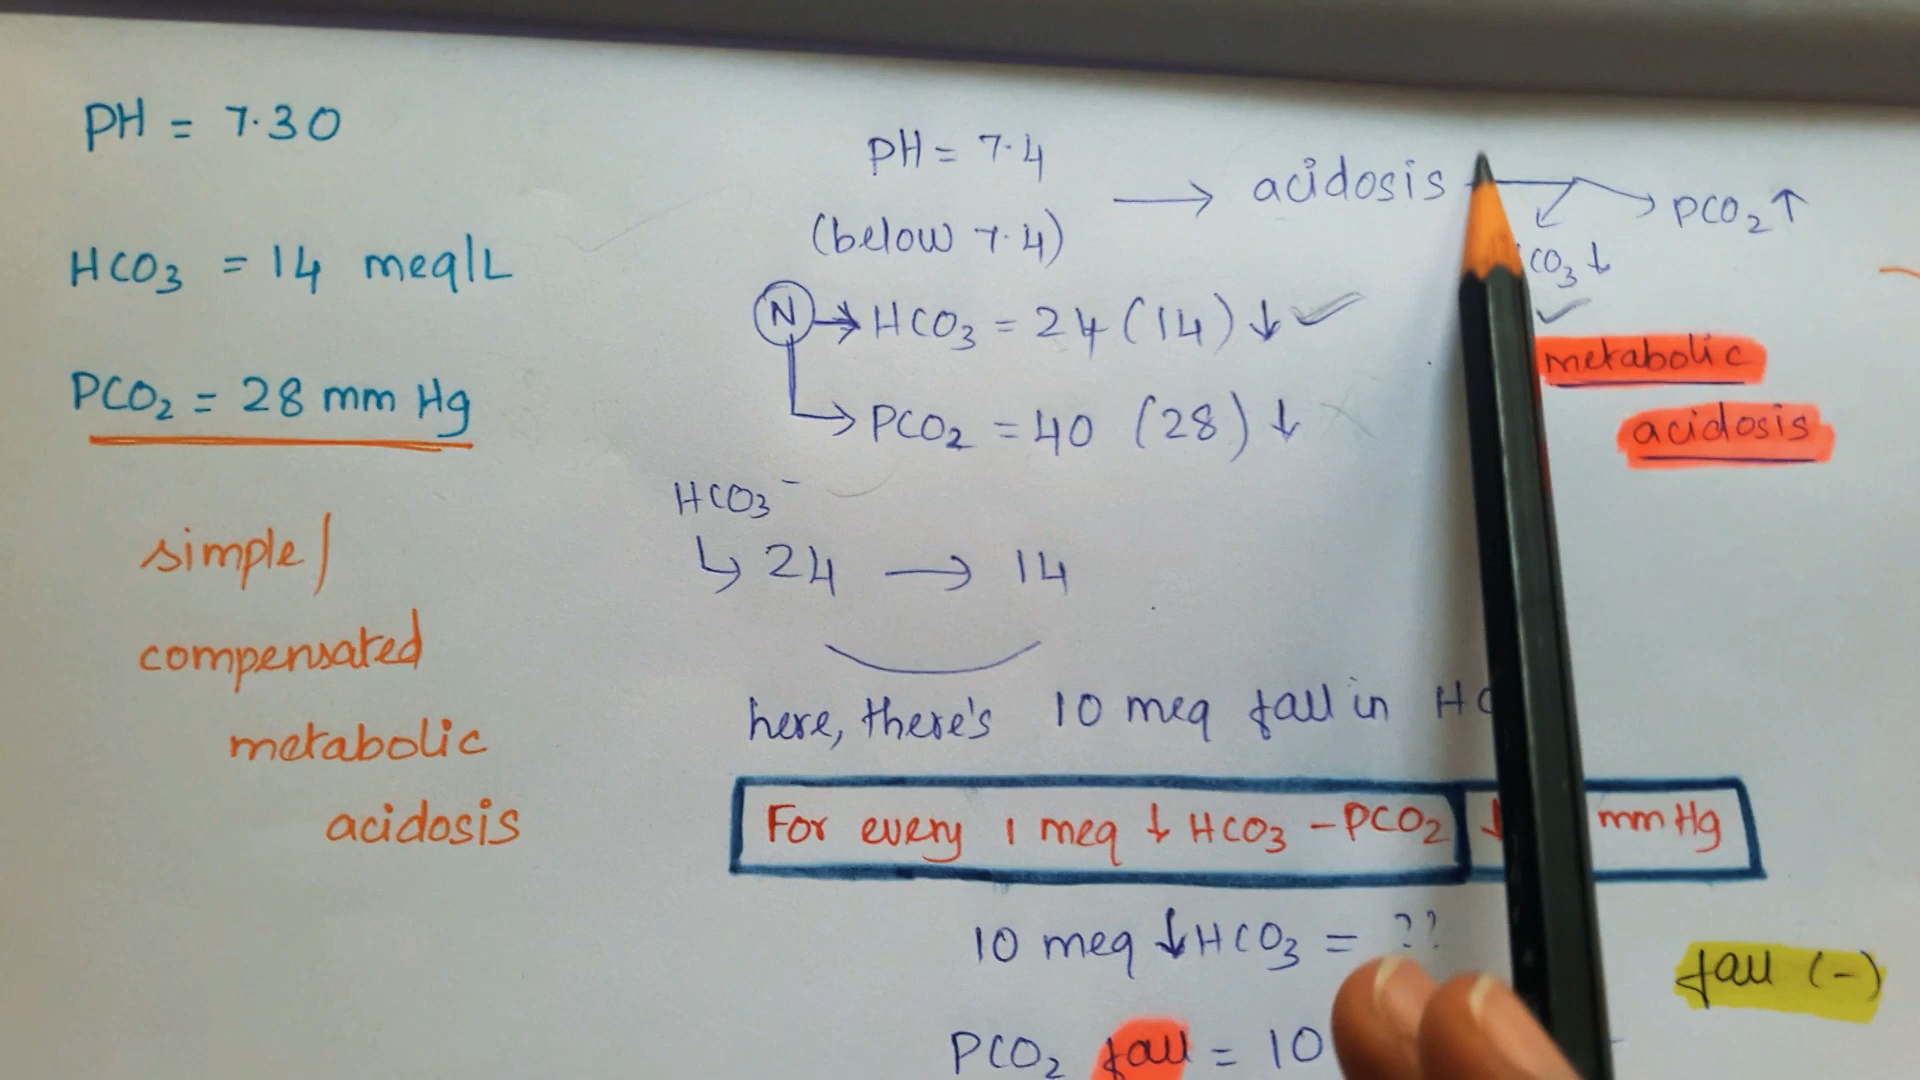 PH = 7.30
HCO3 = 14 meq/L
PCO2 = 28 mm Hg
simple/
compensated
metabolic
acidosis
PH = 7.4
(below 7.4)
→ acidosis
→ PCO2 ↑
CO3 ↓
metabolic
acidosis
N → HCO3 = 24 (14) ↓ ✓
→ PCO2 = 40 (28) ↓
HCO3⁻
↳ 24 → 14
here, there's 10 meq fall in HC
For every 1 meq ↓ HCO3 - PCO2 ↓ mmHg
10 meq ↓ HCO3 = ??
fall (-)
PCO2 fall = 10